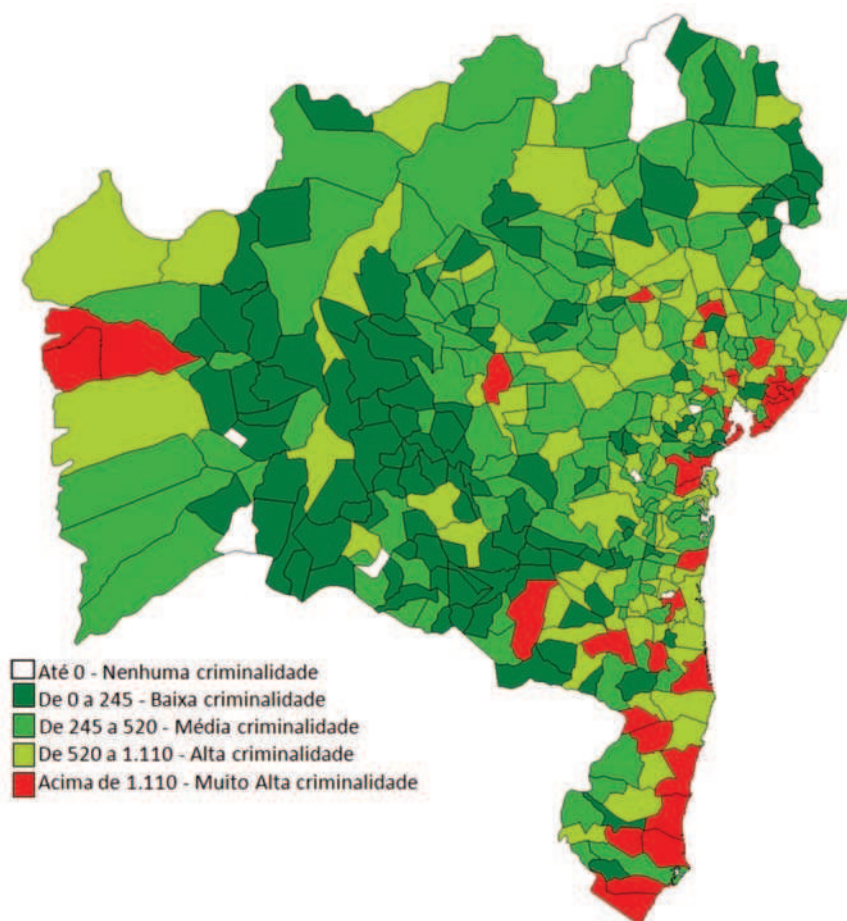 Até 0 - Nenhuma criminalidade
De 0 a 245 - Baixa criminalidade
De 245 a 520 - Média criminalidade
De 520 a 1.110 - Alta criminalidade
Acima de 1.110 - Muito Alta criminalidade